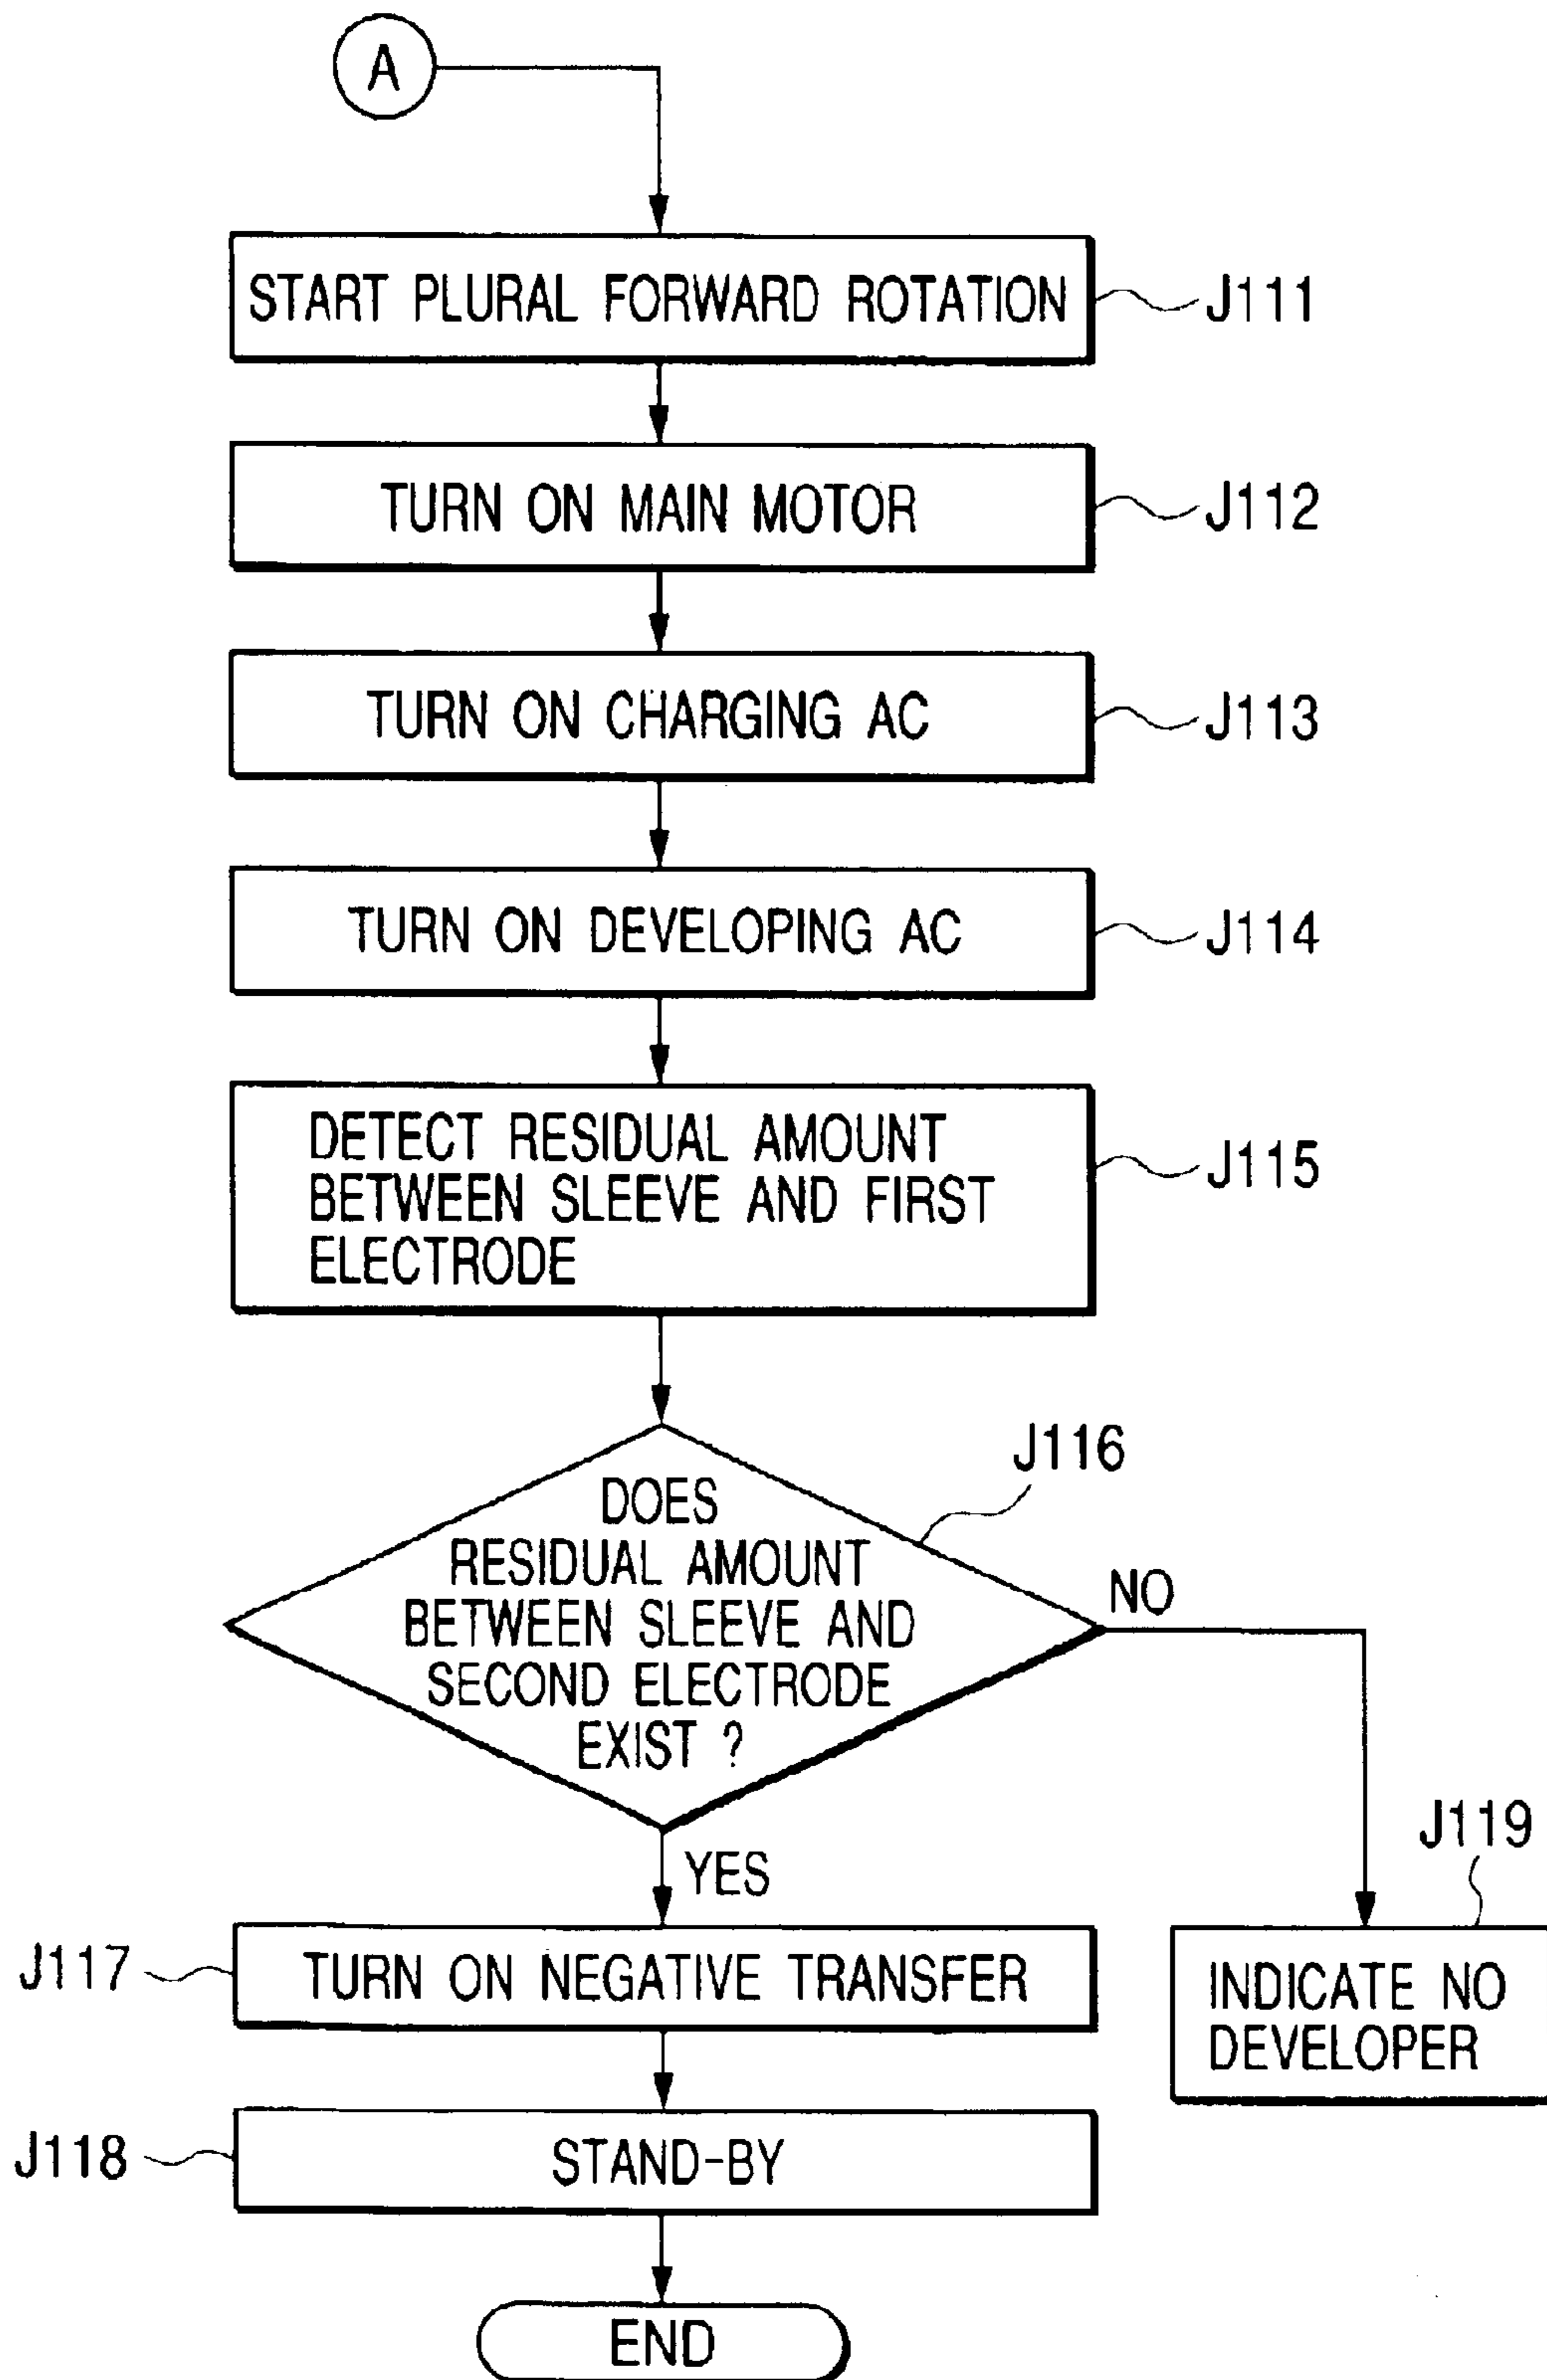 A
START PLURAL FORWARD ROTATION
J111
TURN ON MAIN MOTOR
J112
TURN ON CHARGING AC
J113
TURN ON DEVELOPING AC
J114
DETECT RESIDUAL AMOUNT
BETWEEN SLEEVE AND FIRST
ELECTRODE
J115
J116
DOES
RESIDUAL AMOUNT
BETWEEN SLEEVE AND
SECOND ELECTRODE
EXIST ?
NO
YES
J119
J117
TURN ON NEGATIVE TRANSFER
INDICATE NO
DEVELOPER
J118
STAND-BY
END